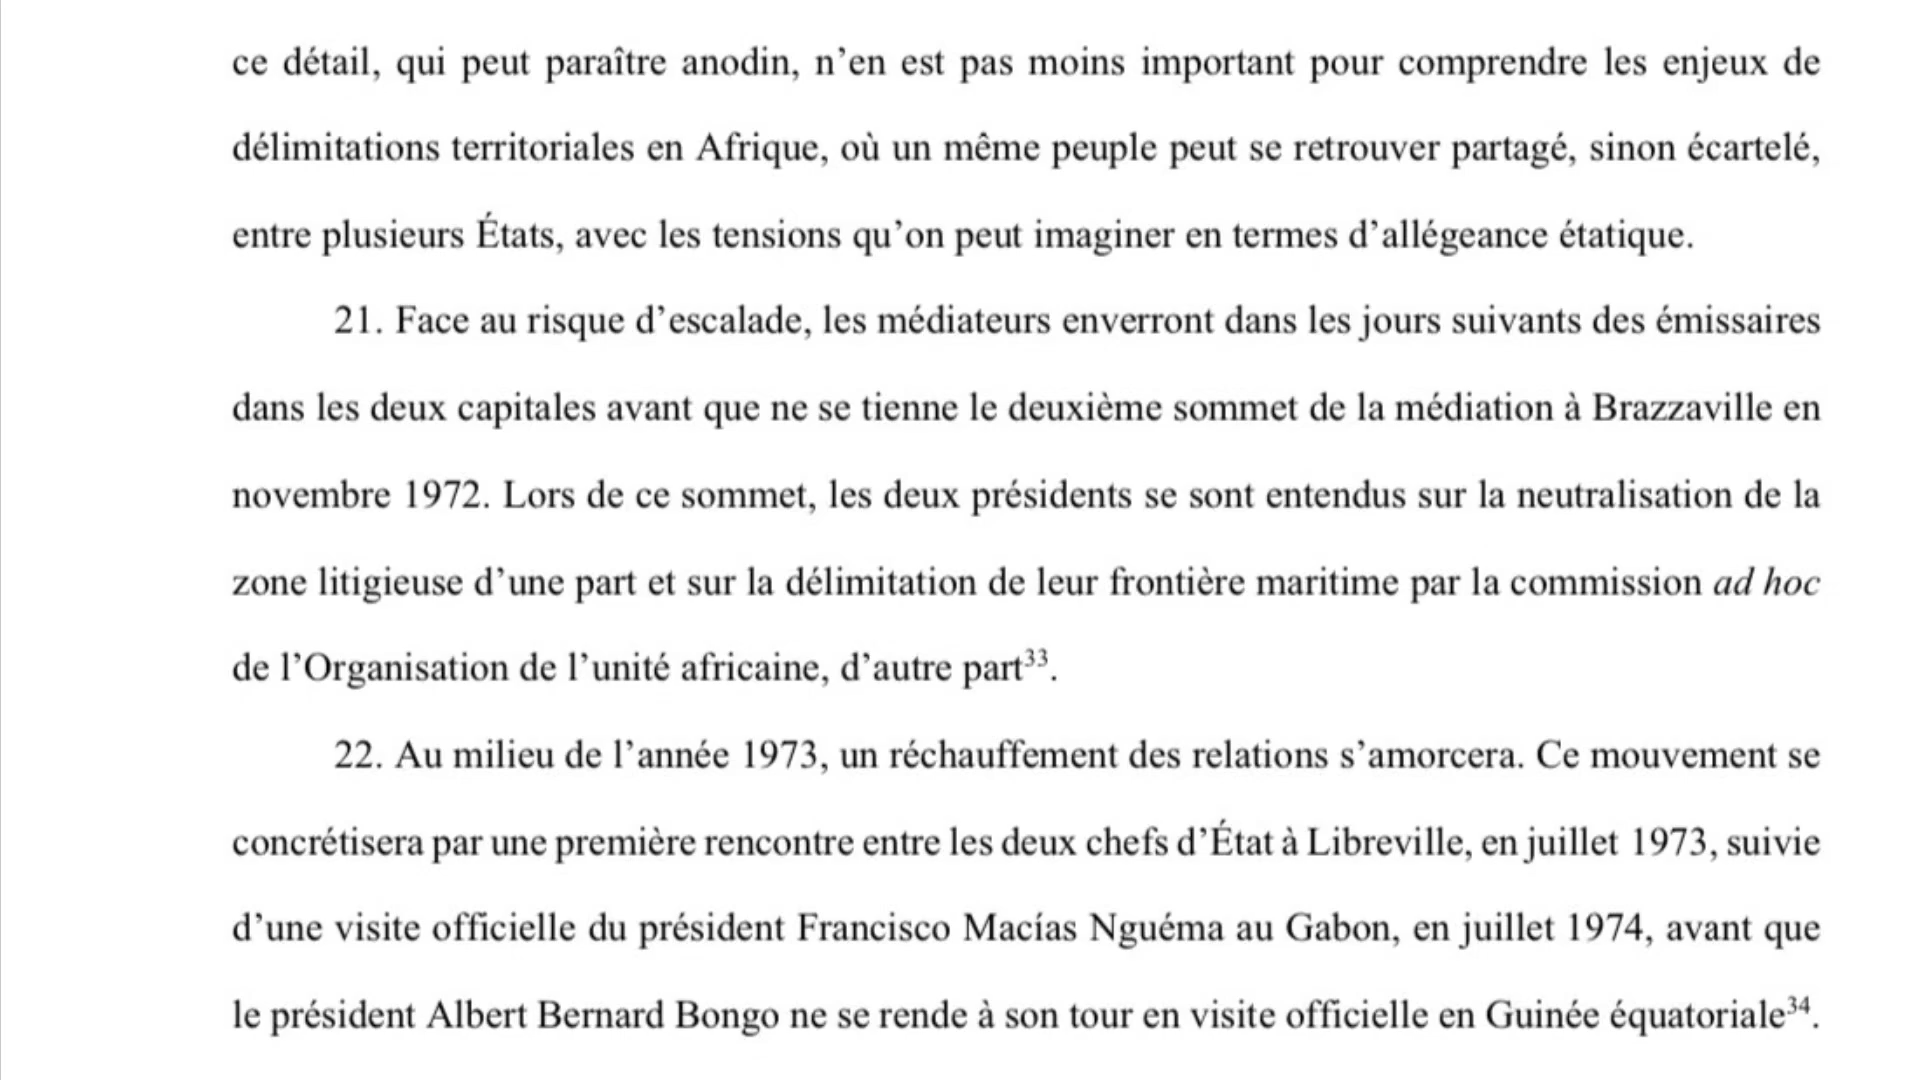 ce détail, qui peut paraître anodin, n’en est pas moins important pour comprendre les enjeux de
délimitations territoriales en Afrique, où un même peuple peut se retrouver partagé, sinon écartelé,
entre plusieurs États, avec les tensions qu’on peut imaginer en termes d’allégeance étatique.
21. Face au risque d’escalade, les médiateurs enverront dans les jours suivants des émissaires
dans les deux capitales avant que ne se tienne le deuxième sommet de la médiation à Brazzaville en
novembre 1972. Lors de ce sommet, les deux présidents se sont entendus sur la neutralisation de la
zone litigieuse d’une part et sur la délimitation de leur frontière maritime par la commission ad hoc
de l’Organisation de l’unité africaine, d’autre part³³.
22. Au milieu de l’année 1973, un réchauffement des relations s’amorcera. Ce mouvement se
concrétisera par une première rencontre entre les deux chefs d’État à Libreville, en juillet 1973, suivie
d’une visite officielle du président Francisco Macías Nguéma au Gabon, en juillet 1974, avant que
le président Albert Bernard Bongo ne se rende à son tour en visite officielle en Guinée équatoriale³⁴.